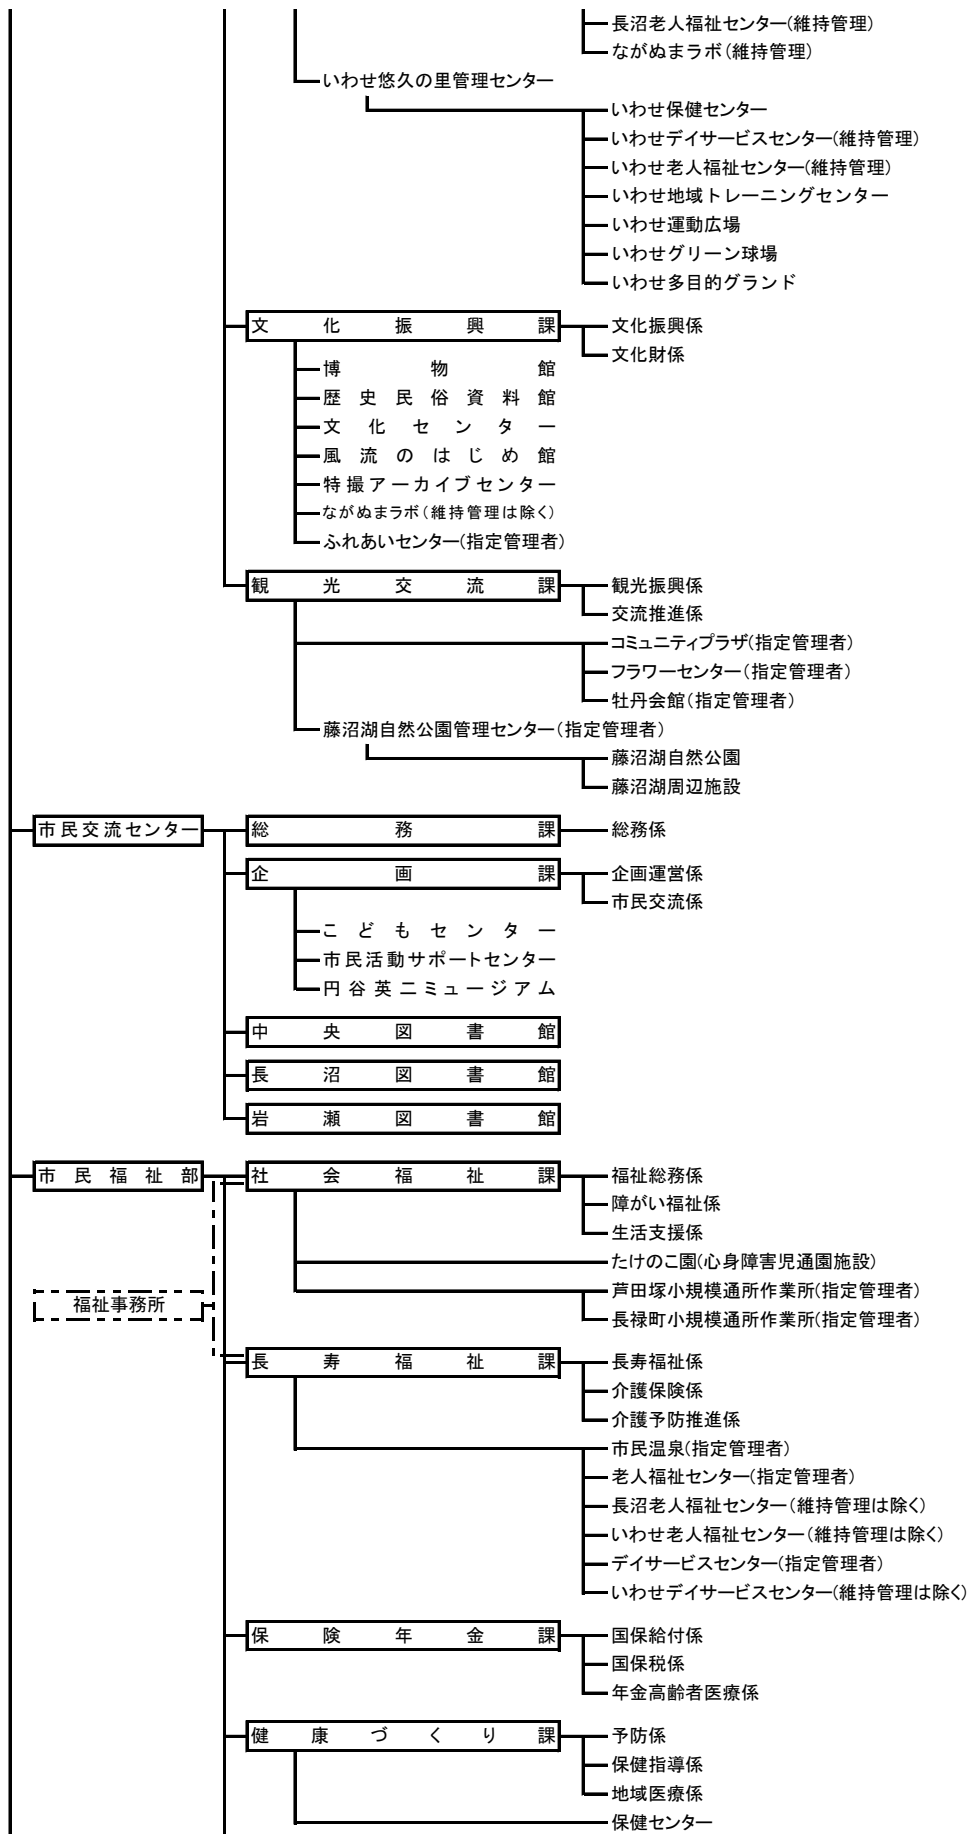 長沼老人福祉センター(維持管理)
ながぬまラボ(維持管理)
いわせ悠久の里管理センター
いわせ保健センター
いわせデイサービスセンター(維持管理)
いわせ老人福祉センター(維持管理)
いわせ地域トレーニングセンター
いわせ運動広場
いわせグリーン球場
いわせ多目的グランド
文化振興課 文化振興係
文化財係
博物館
歴史民俗資料館
文化センター
風流のはじめ館
特撮アーカイブセンター
ながぬまラボ(維持管理は除く)
ふれあいセンター(指定管理者)
観光交流課 観光振興係
交流推進係
コミュニティプラザ(指定管理者)
フラワーセンター(指定管理者)
牡丹会館(指定管理者)
藤沼湖自然公園管理センター(指定管理者)
藤沼湖自然公園
藤沼湖周辺施設
市民交流センター 総務課 総務係
企画課 企画運営係
市民交流係
こどもセンター
市民活動サポートセンター
円谷英二ミュージアム
中央図書館
長沼図書館
岩瀬図書館
市民福祉部 社会福祉課 福祉総務係
障がい福祉係
生活支援係
たけのこ園(心身障害児通園施設)
芦田塚小規模通所作業所(指定管理者)
福祉事務所
長禄町小規模通所作業所(指定管理者)
長寿福祉課 長寿福祉係
介護保険係
介護予防推進係
市民温泉(指定管理者)
老人福祉センター(指定管理者)
長沼老人福祉センター(維持管理は除く)
いわせ老人福祉センター(維持管理は除く)
デイサービスセンター(指定管理者)
いわせデイサービスセンター(維持管理は除く)
保険年金課 国保給付係
国保税係
年金高齢者医療係
健康づくり課 予防係
保健指導係
地域医療係
保健センター